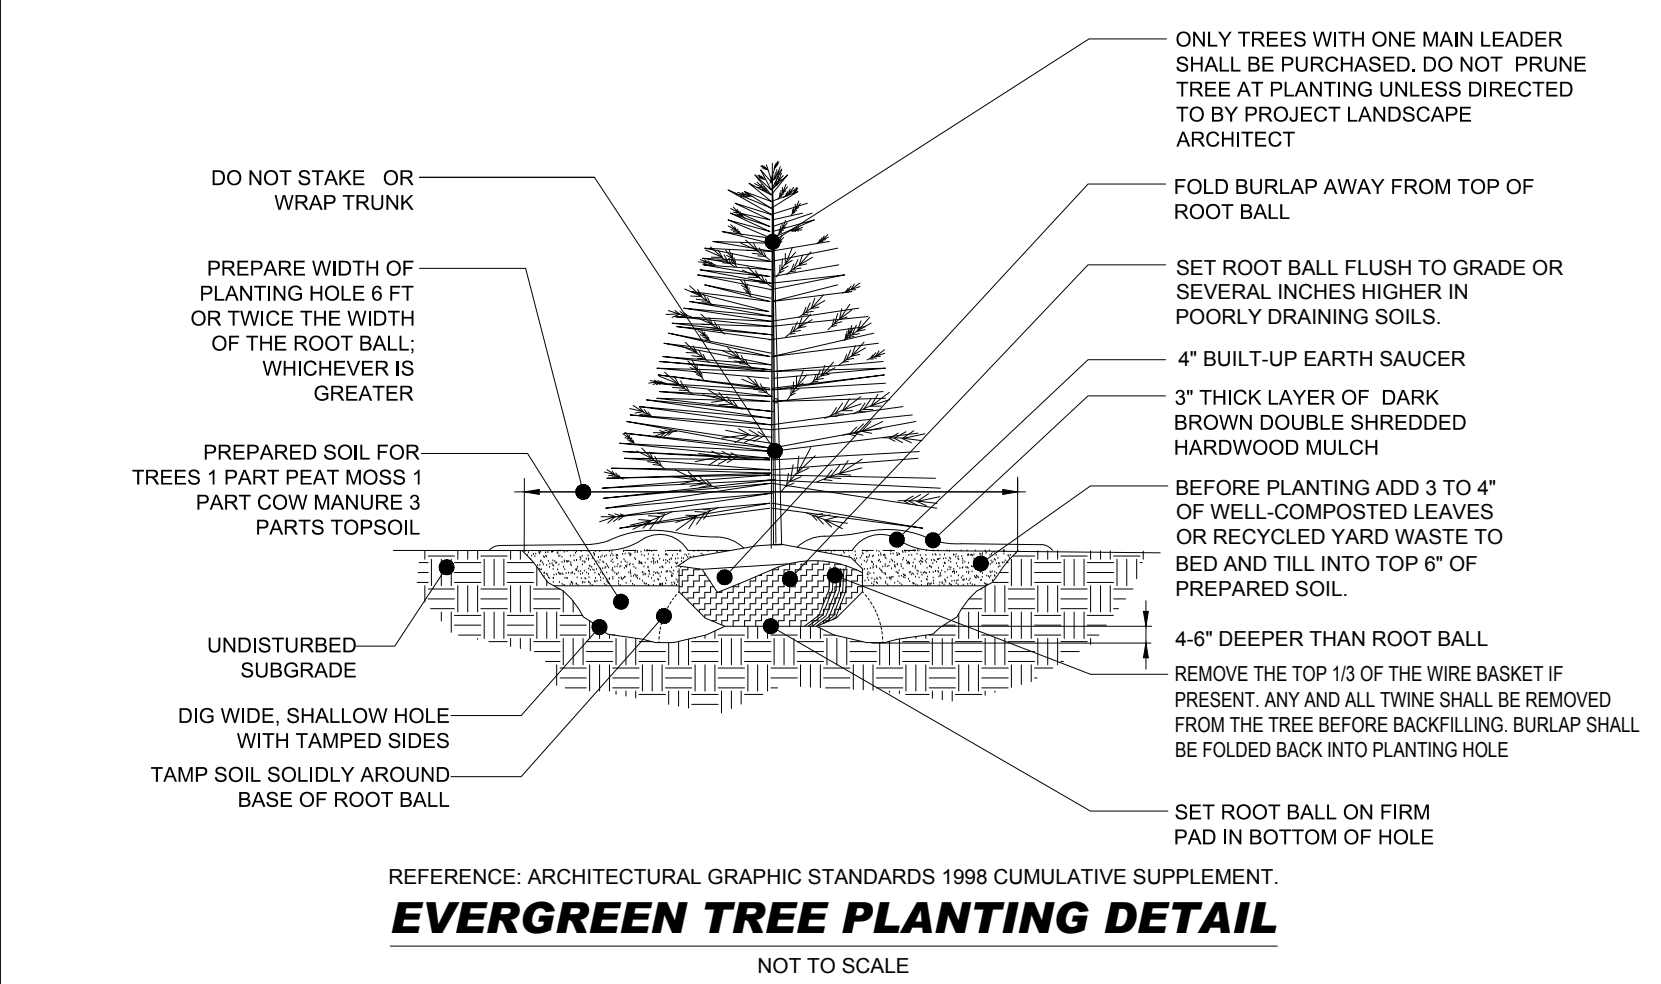 ONLY TREES WITH ONE MAIN LEADER
SHALL BE PURCHASED. DO NOT PRUNE
TREE AT PLANTING UNLESS DIRECTED
TO BY PROJECT LANDSCAPE
ARCHITECT
DO NOT STAKE OR
WRAP TRUNK
FOLD BURLAP AWAY FROM TOP OF
ROOT BALL
PREPARE WIDTH OF
PLANTING HOLE 6 FT
OR TWICE THE WIDTH
OF THE ROOT BALL;
WHICHEVER IS
GREATER
SET ROOT BALL FLUSH TO GRADE OR
SEVERAL INCHES HIGHER IN
POORLY DRAINING SOILS.
4" BUILT-UP EARTH SAUCER
3" THICK LAYER OF DARK
BROWN DOUBLE SHREDDED
HARDWOOD MULCH
PREPARED SOIL FOR
TREES 1 PART PEAT MOSS 1
PART COW MANURE 3
PARTS TOPSOIL
BEFORE PLANTING ADD 3 TO 4"
OF WELL-COMPOSTED LEAVES
OR RECYCLED YARD WASTE TO
BED AND TILL INTO TOP 6" OF
PREPARED SOIL.
UNDISTURBED
SUBGRADE
4-6" DEEPER THAN ROOT BALL
REMOVE THE TOP 1/3 OF THE WIRE BASKET IF
PRESENT. ANY AND ALL TWINE SHALL BE REMOVED
FROM THE TREE BEFORE BACKFILLING. BURLAP SHALL
BE FOLDED BACK INTO PLANTING HOLE
DIG WIDE, SHALLOW HOLE
WITH TAMPED SIDES
TAMP SOIL SOLIDLY AROUND
BASE OF ROOT BALL
SET ROOT BALL ON FIRM
PAD IN BOTTOM OF HOLE
REFERENCE: ARCHITECTURAL GRAPHIC STANDARDS 1998 CUMULATIVE SUPPLEMENT.
EVERGREEN TREE PLANTING DETAIL
NOT TO SCALE